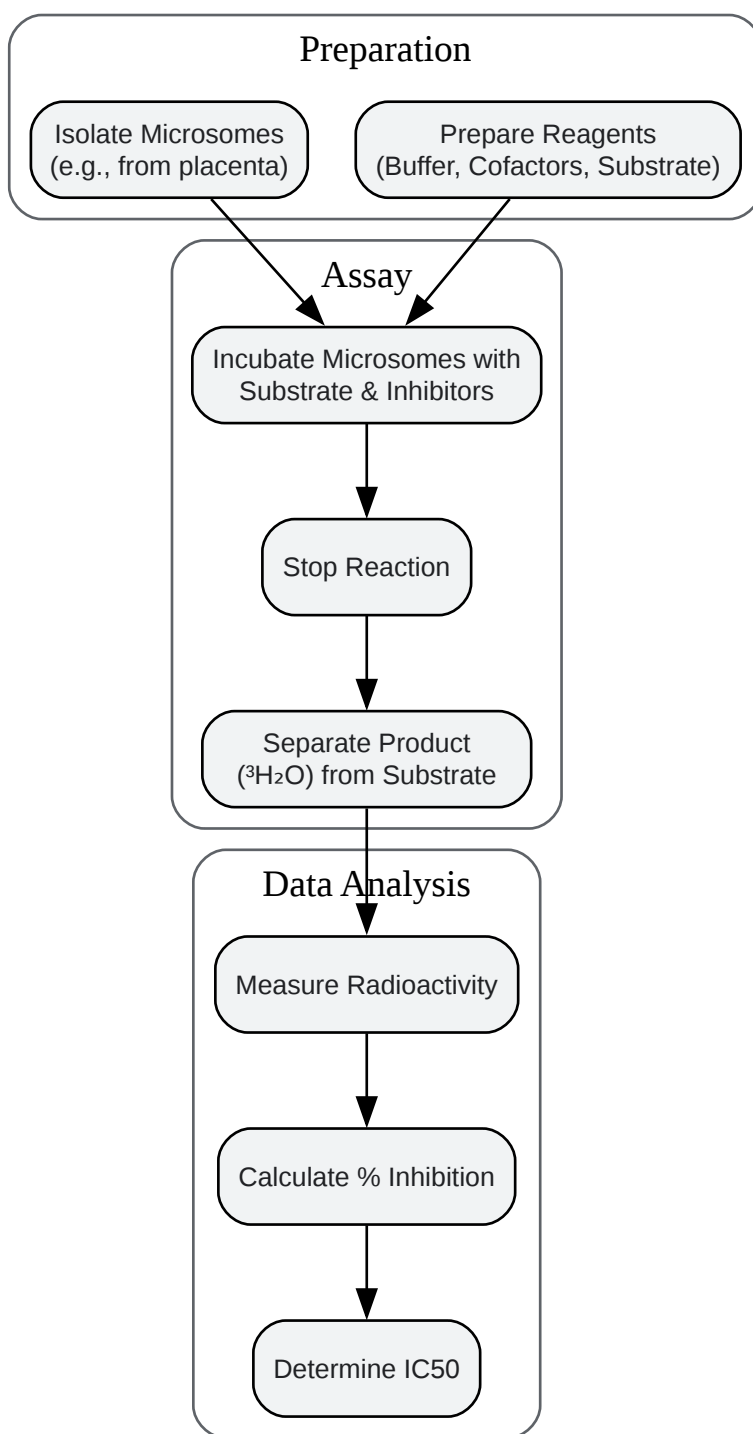 Preparation
Isolate Microsomes
(e.g., from placenta)
Prepare Reagents
(Buffer, Cofactors, Substrate)
Assay
Incubate Microsomes with
Substrate & Inhibitors
Stop Reaction
Separate Product
(³H₂O) from Substrate
Data Analysis
Measure Radioactivity
Calculate % Inhibition
Determine IC50